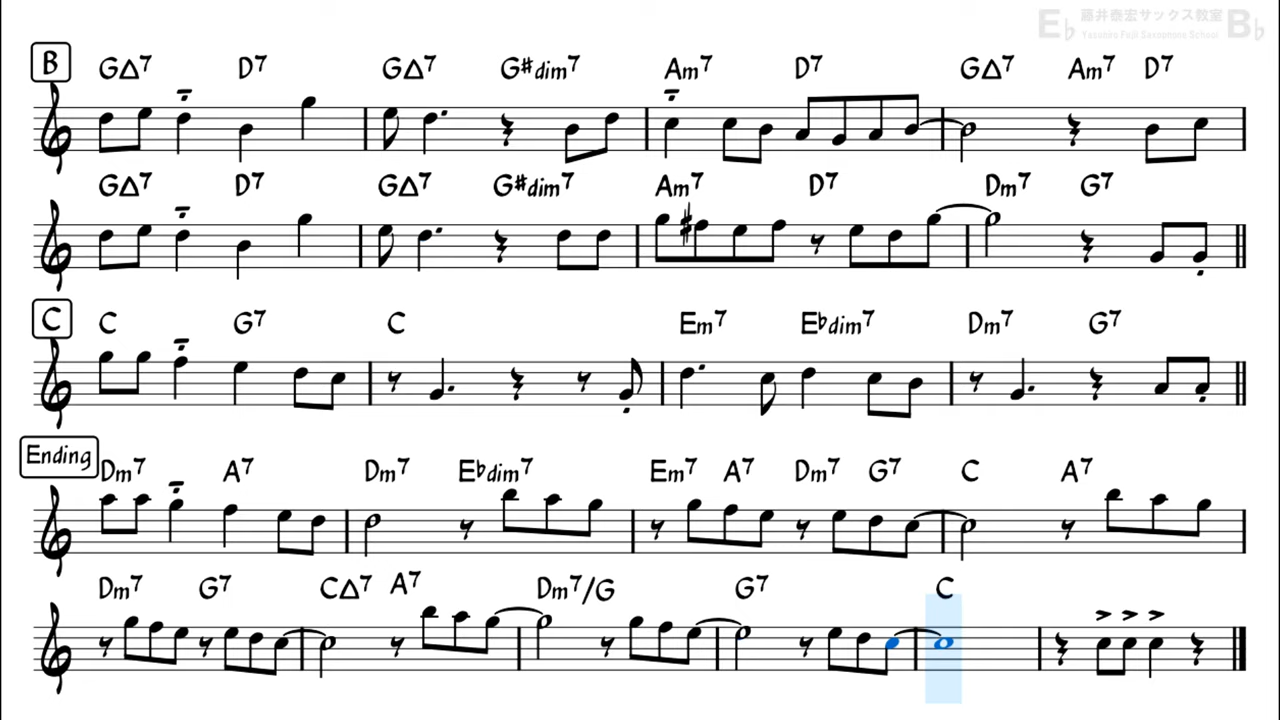 E♭ 藤井泰宏サックス教室 B♭
Yasuhiro Fujii Saxophone School
B GΔ7 D7 GΔ7 G#dim7 Am7 D7 GΔ7 Am7 D7
GΔ7 D7 GΔ7 G#dim7 Am7 D7 Dm7 G7
C C G7 C Em7 E♭dim7 Dm7 G7
Ending Dm7 A7 Dm7 E♭dim7 Em7 A7 Dm7 G7 C A7
Dm7 G7 CΔ7 A7 Dm7/G G7 C